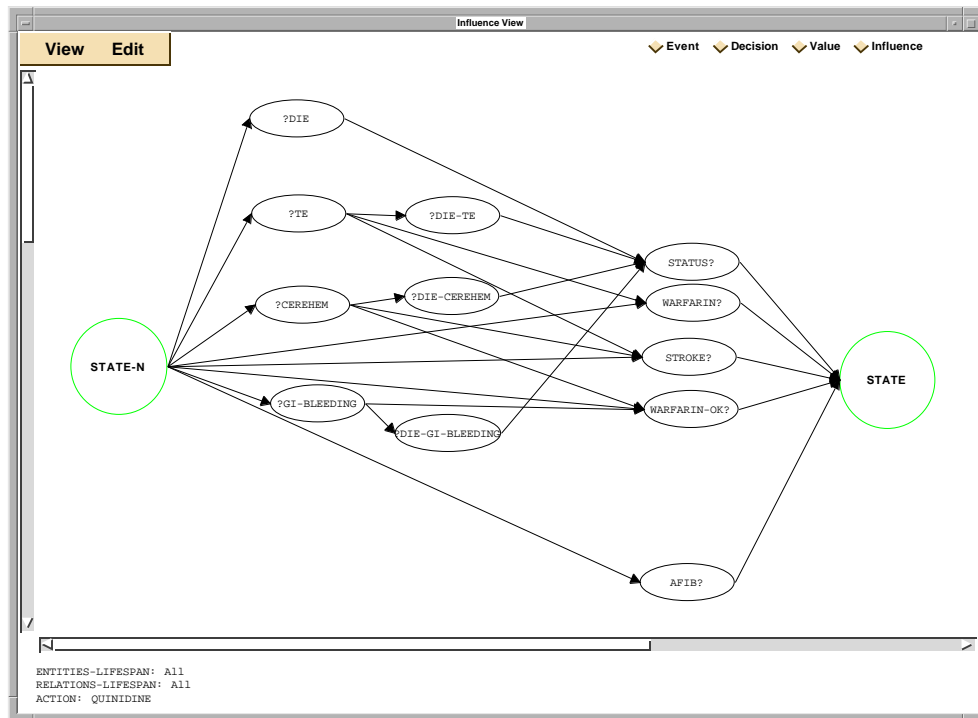 Influence View
View Edit
Event Decision Value Influence
?DIE
?TE
?DIE-TE
STATUS?
?CEREHEM
?DIE-CEREHEM
WARFARIN?
STATE-N
STROKE?
STATE
?GI-BLEEDING
WARFARIN-OK?
?DIE-GI-BLEEDING
AFIB?
ENTITIES-LIFESPAN: All
RELATIONS-LIFESPAN: All
ACTION: QUINIDINE